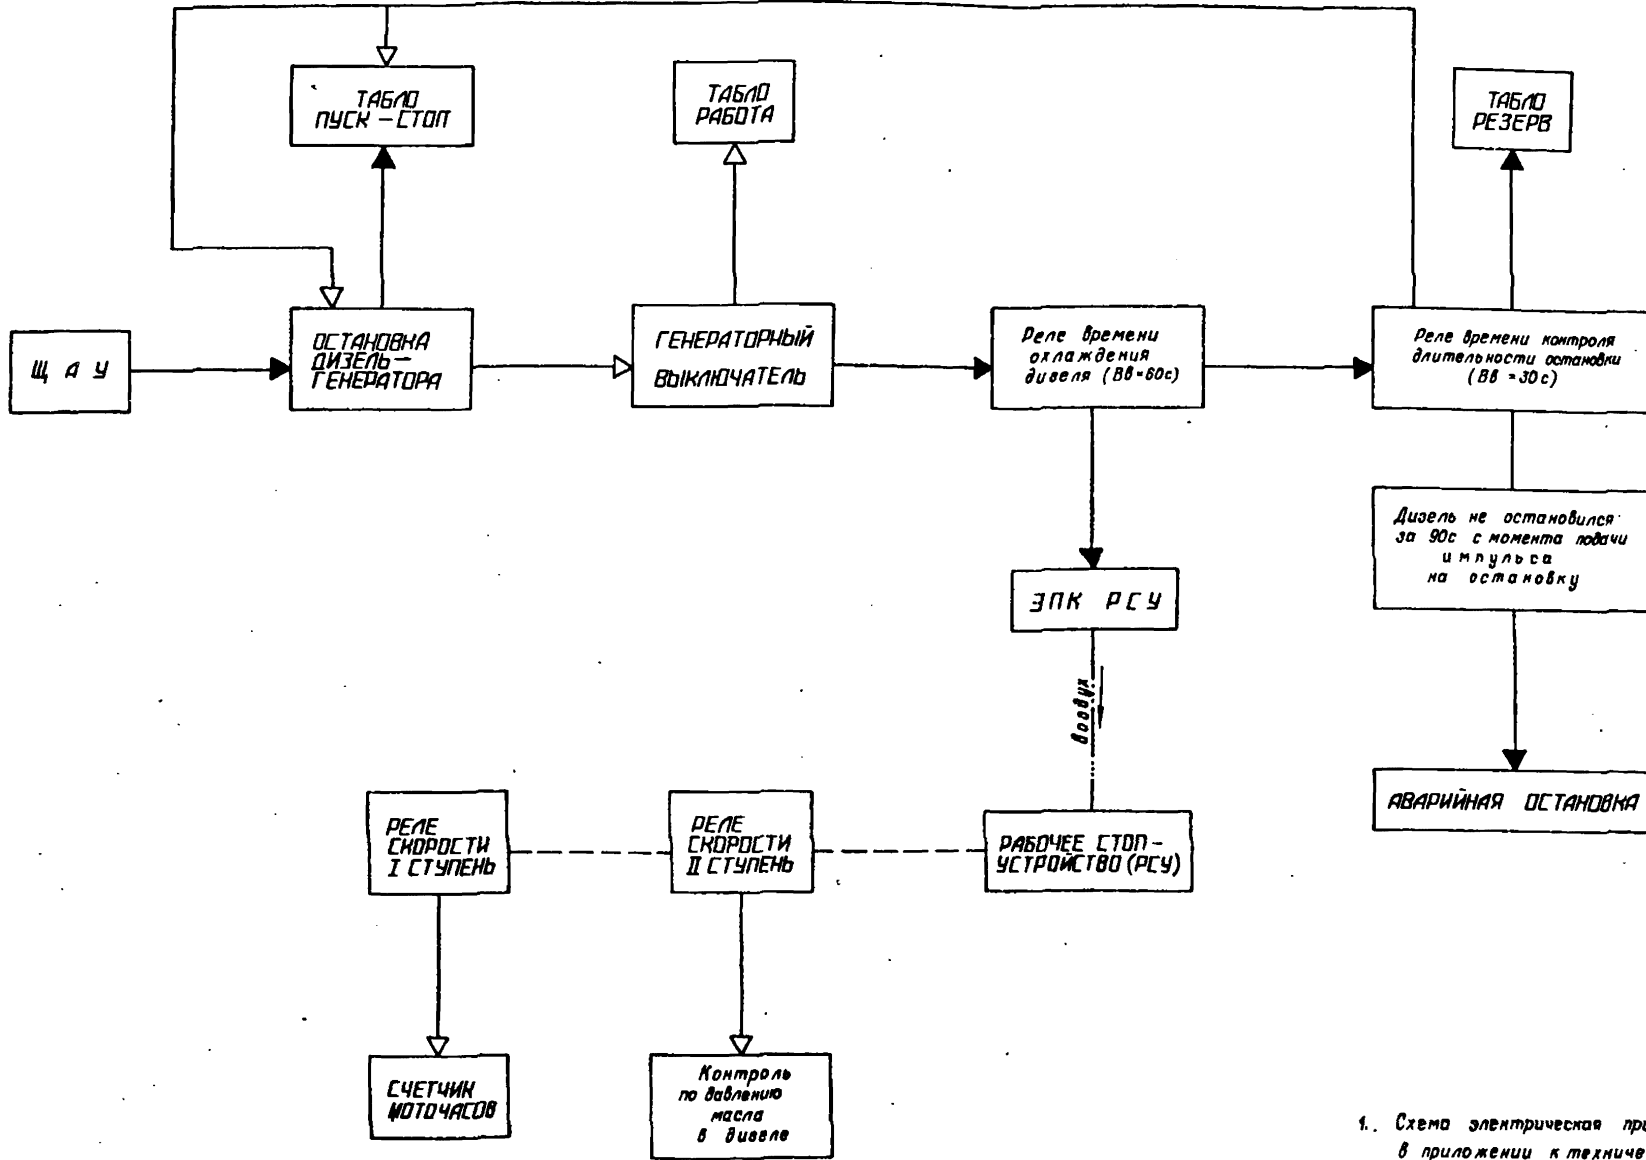 ТАБЛО
ПУСК – СТОП
ТАБЛО
РАБОТА
ТАБЛО
РЕЗЕРВ
Щ А У
ОСТАНОВКА
ДИЗЕЛЬ–
ГЕНЕРАТОРА
ГЕНЕРАТОРНЫЙ
ВЫКЛЮЧАТЕЛЬ
Реле времени
охлаждения
дизеля (Вв=60с)
Реле времени контроля
длительности остановки
(Вв =30с)
Дизель не остановился
за 90с с момента подачи
импульса
на остановку
ЭПК РСУ
воздух
АВАРИЙНАЯ ОСТАНОВКА
РЕЛЕ
СКОРОСТИ
I СТУПЕНЬ
РЕЛЕ
СКОРОСТИ
II СТУПЕНЬ
РАБОЧЕЕ СТОП–
УСТРОЙСТВО (РСУ)
СЧЕТЧИК
МОТОЧАСОВ
Контроль
по давлению
масла
в дизеле
1. Схема электрическая
в приложении к